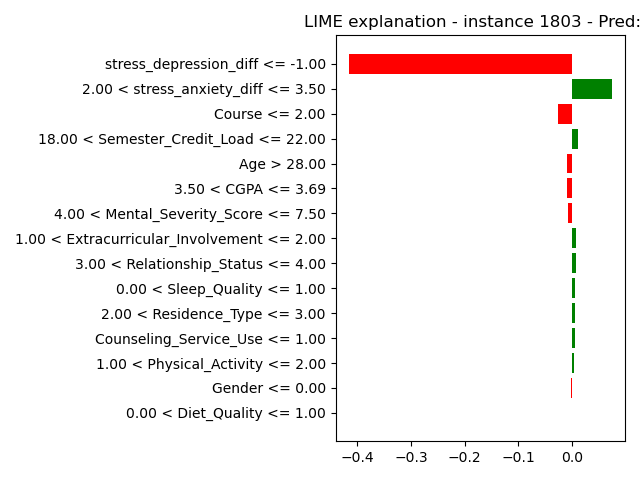 LIME explanation - instance 1803 - Pred:
stress_depression_diff <= -1.00
2.00 < stress_anxiety_diff <= 3.50
Course <= 2.00
18.00 < Semester_Credit_Load <= 22.00
Age > 28.00
3.50 < CGPA <= 3.69
4.00 < Mental_Severity_Score <= 7.50
1.00 < Extracurricular_Involvement <= 2.00
3.00 < Relationship_Status <= 4.00
0.00 < Sleep_Quality <= 1.00
2.00 < Residence_Type <= 3.00
Counseling_Service_Use <= 1.00
1.00 < Physical_Activity <= 2.00
Gender <= 0.00
0.00 < Diet_Quality <= 1.00
−0.4 −0.3 −0.2 −0.1 0.0